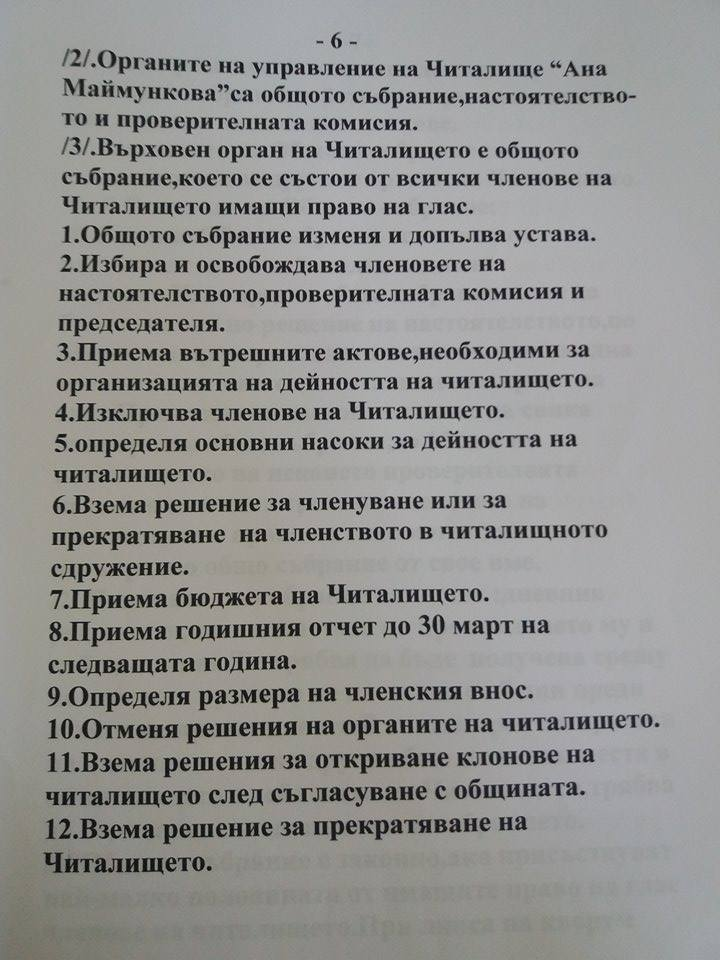 - 6 -
/2/.Органите на управление на Читалище “Ана
Маймункова”са общото събрание,настоятелство-
то и проверителната комисия.
/3/.Върховен орган на Читалището е общото
събрание,което се състои от всички членове на
Читалището имащи право на глас.
1.Общото събрание изменя и допълва устава.
2.Избира и освобождава членовете на
настоятелството,проверителната комисия и
председателя.
3.Приема вътрешните актове,необходими за
организацията на дейността на читалището.
4.Изключва членове на Читалището.
5.определя основни насоки за дейността на
читалището.
6.Взема решение за членуване или за
прекратяване на членството в читалищното
сдружение.
7.Приема бюджета на Читалището.
8.Приема годишния отчет до 30 март на
следващата година.
9.Определя размера на членския внос.
10.Отменя решения на органите на читалището.
11.Взема решения за откриване клонове на
читалището след съгласуване с общината.
12.Взема решение за прекратяване на
Читалището.